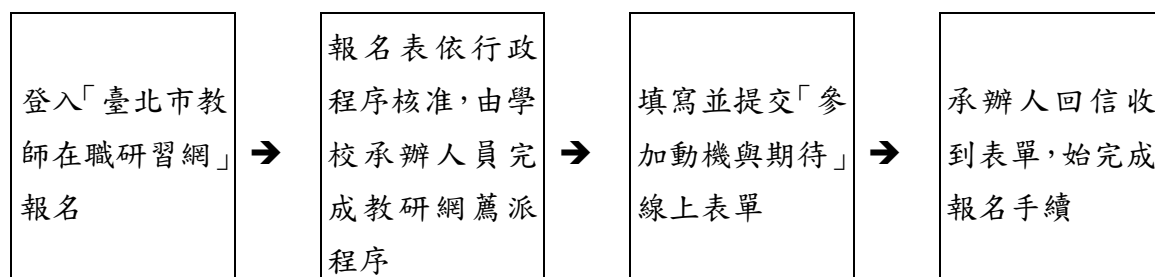 登入「臺北市教
師在職研習網」
報名
➔
報名表依行政
程序核准,由學
校承辦人員完
成教研網薦派
程序
➔
填寫並提交「參
加動機與期待」
線上表單
➔
承辦人回信收
到表單,始完成
報名手續